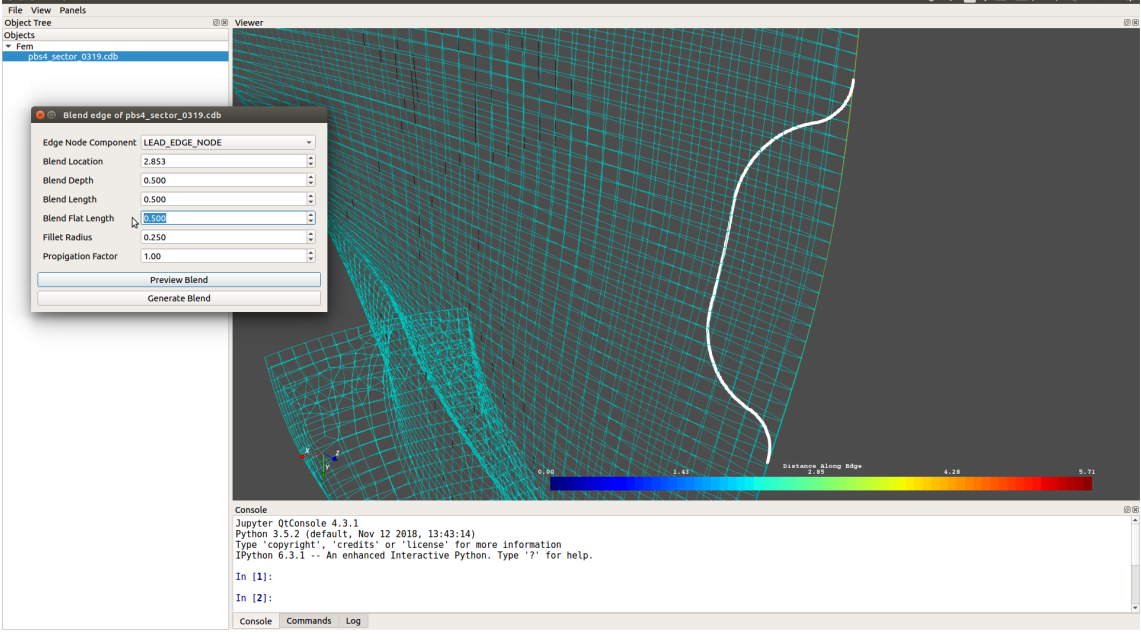 File View Panels
Object Tree
Viewer
Objects
Fem
pbs4_sector_0319.cdb
Blend edge of pbs4_sector_0319.cdb
Edge Node Component LEAD_EDGE_NODE
Blend Location 2.853
Blend Depth 0.500
Blend Length 0.500
Blend Flat Length 0.500
Fillet Radius 0.250
Propigation Factor 1.00
Preview Blend
Generate Blend
X
Z
Y
Distance Along Edge
0.00 1.43 2.85 4.28 5.71
Console
Jupyter QtConsole 4.3.1
Python 3.5.2 (default, Nov 12 2018, 13:43:14)
Type 'copyright', 'credits' or 'license' for more information
IPython 6.3.1 -- An enhanced Interactive Python. Type '?' for help.
In [1]:
In [2]:
Console Commands Log